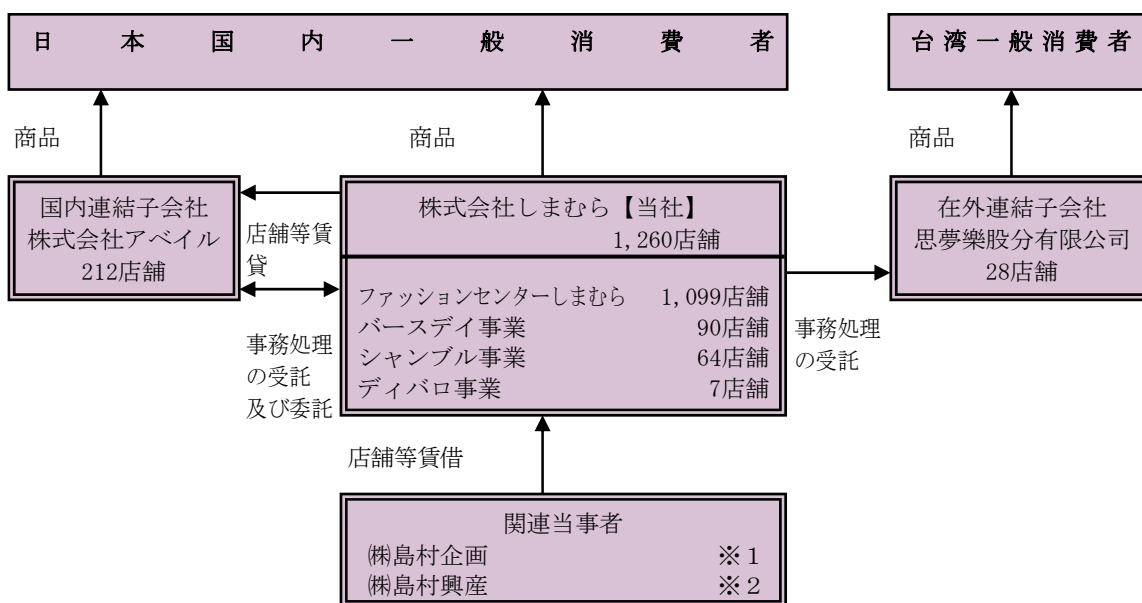 日本国内一般消費者
台湾一般消費者
商品
商品
商品
国内連結子会社
株式会社アベイル
212店舗
店舗等賃
貸
事務処理
の受託
及び委託
株式会社しまむら【当社】
1,260店舗
ファッションセンターしまむら 1,099店舗
バースデイ事業 90店舗
シャンブル事業 64店舗
ディバロ事業 7店舗
事務処理
の受託
在外連結子会社
思夢樂股分有限公司
28店舗
店舗等賃借
関連当事者
㈱島村企画 ※1
㈱島村興産 ※2